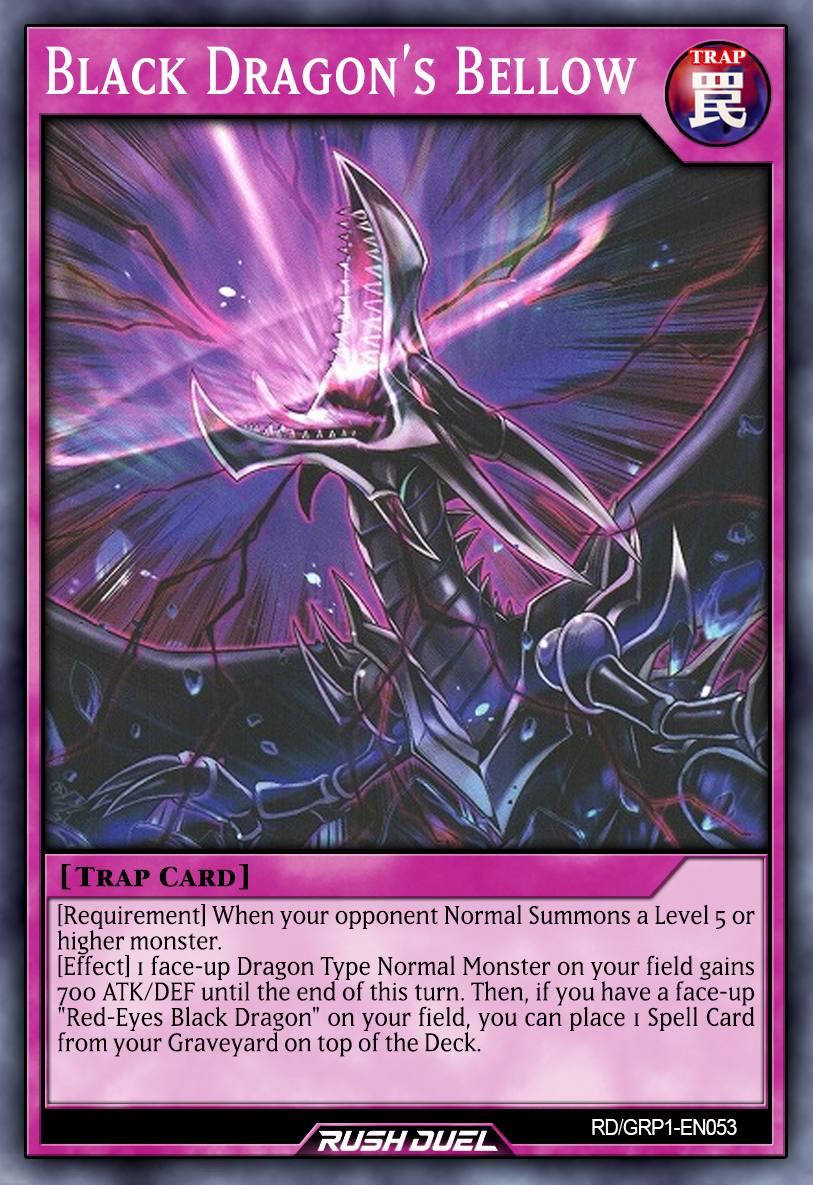 Black Dragon's Bellow
TRAP
罠
[Trap Card]
[Requirement] When your opponent Normal Summons a Level 5 or
higher monster.
[Effect] 1 face-up Dragon Type Normal Monster on your field gains
700 ATK/DEF until the end of this turn. Then, if you have a face-up
"Red-Eyes Black Dragon" on your field, you can place 1 Spell Card
from your Graveyard on top of the Deck.
RD/GRP1-EN053
RUSH DUEL